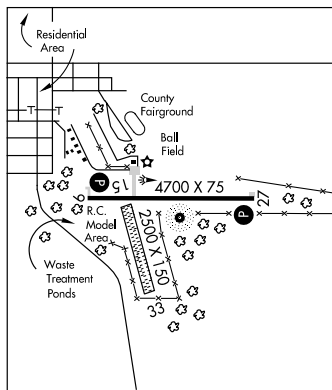 Residential
Area
County
Fairground
Ball
Field
P
15
4700 X 75
9
27
P
R.C.
Model
Area
2500 X 150
Waste
Treatment
Ponds
33
T
T